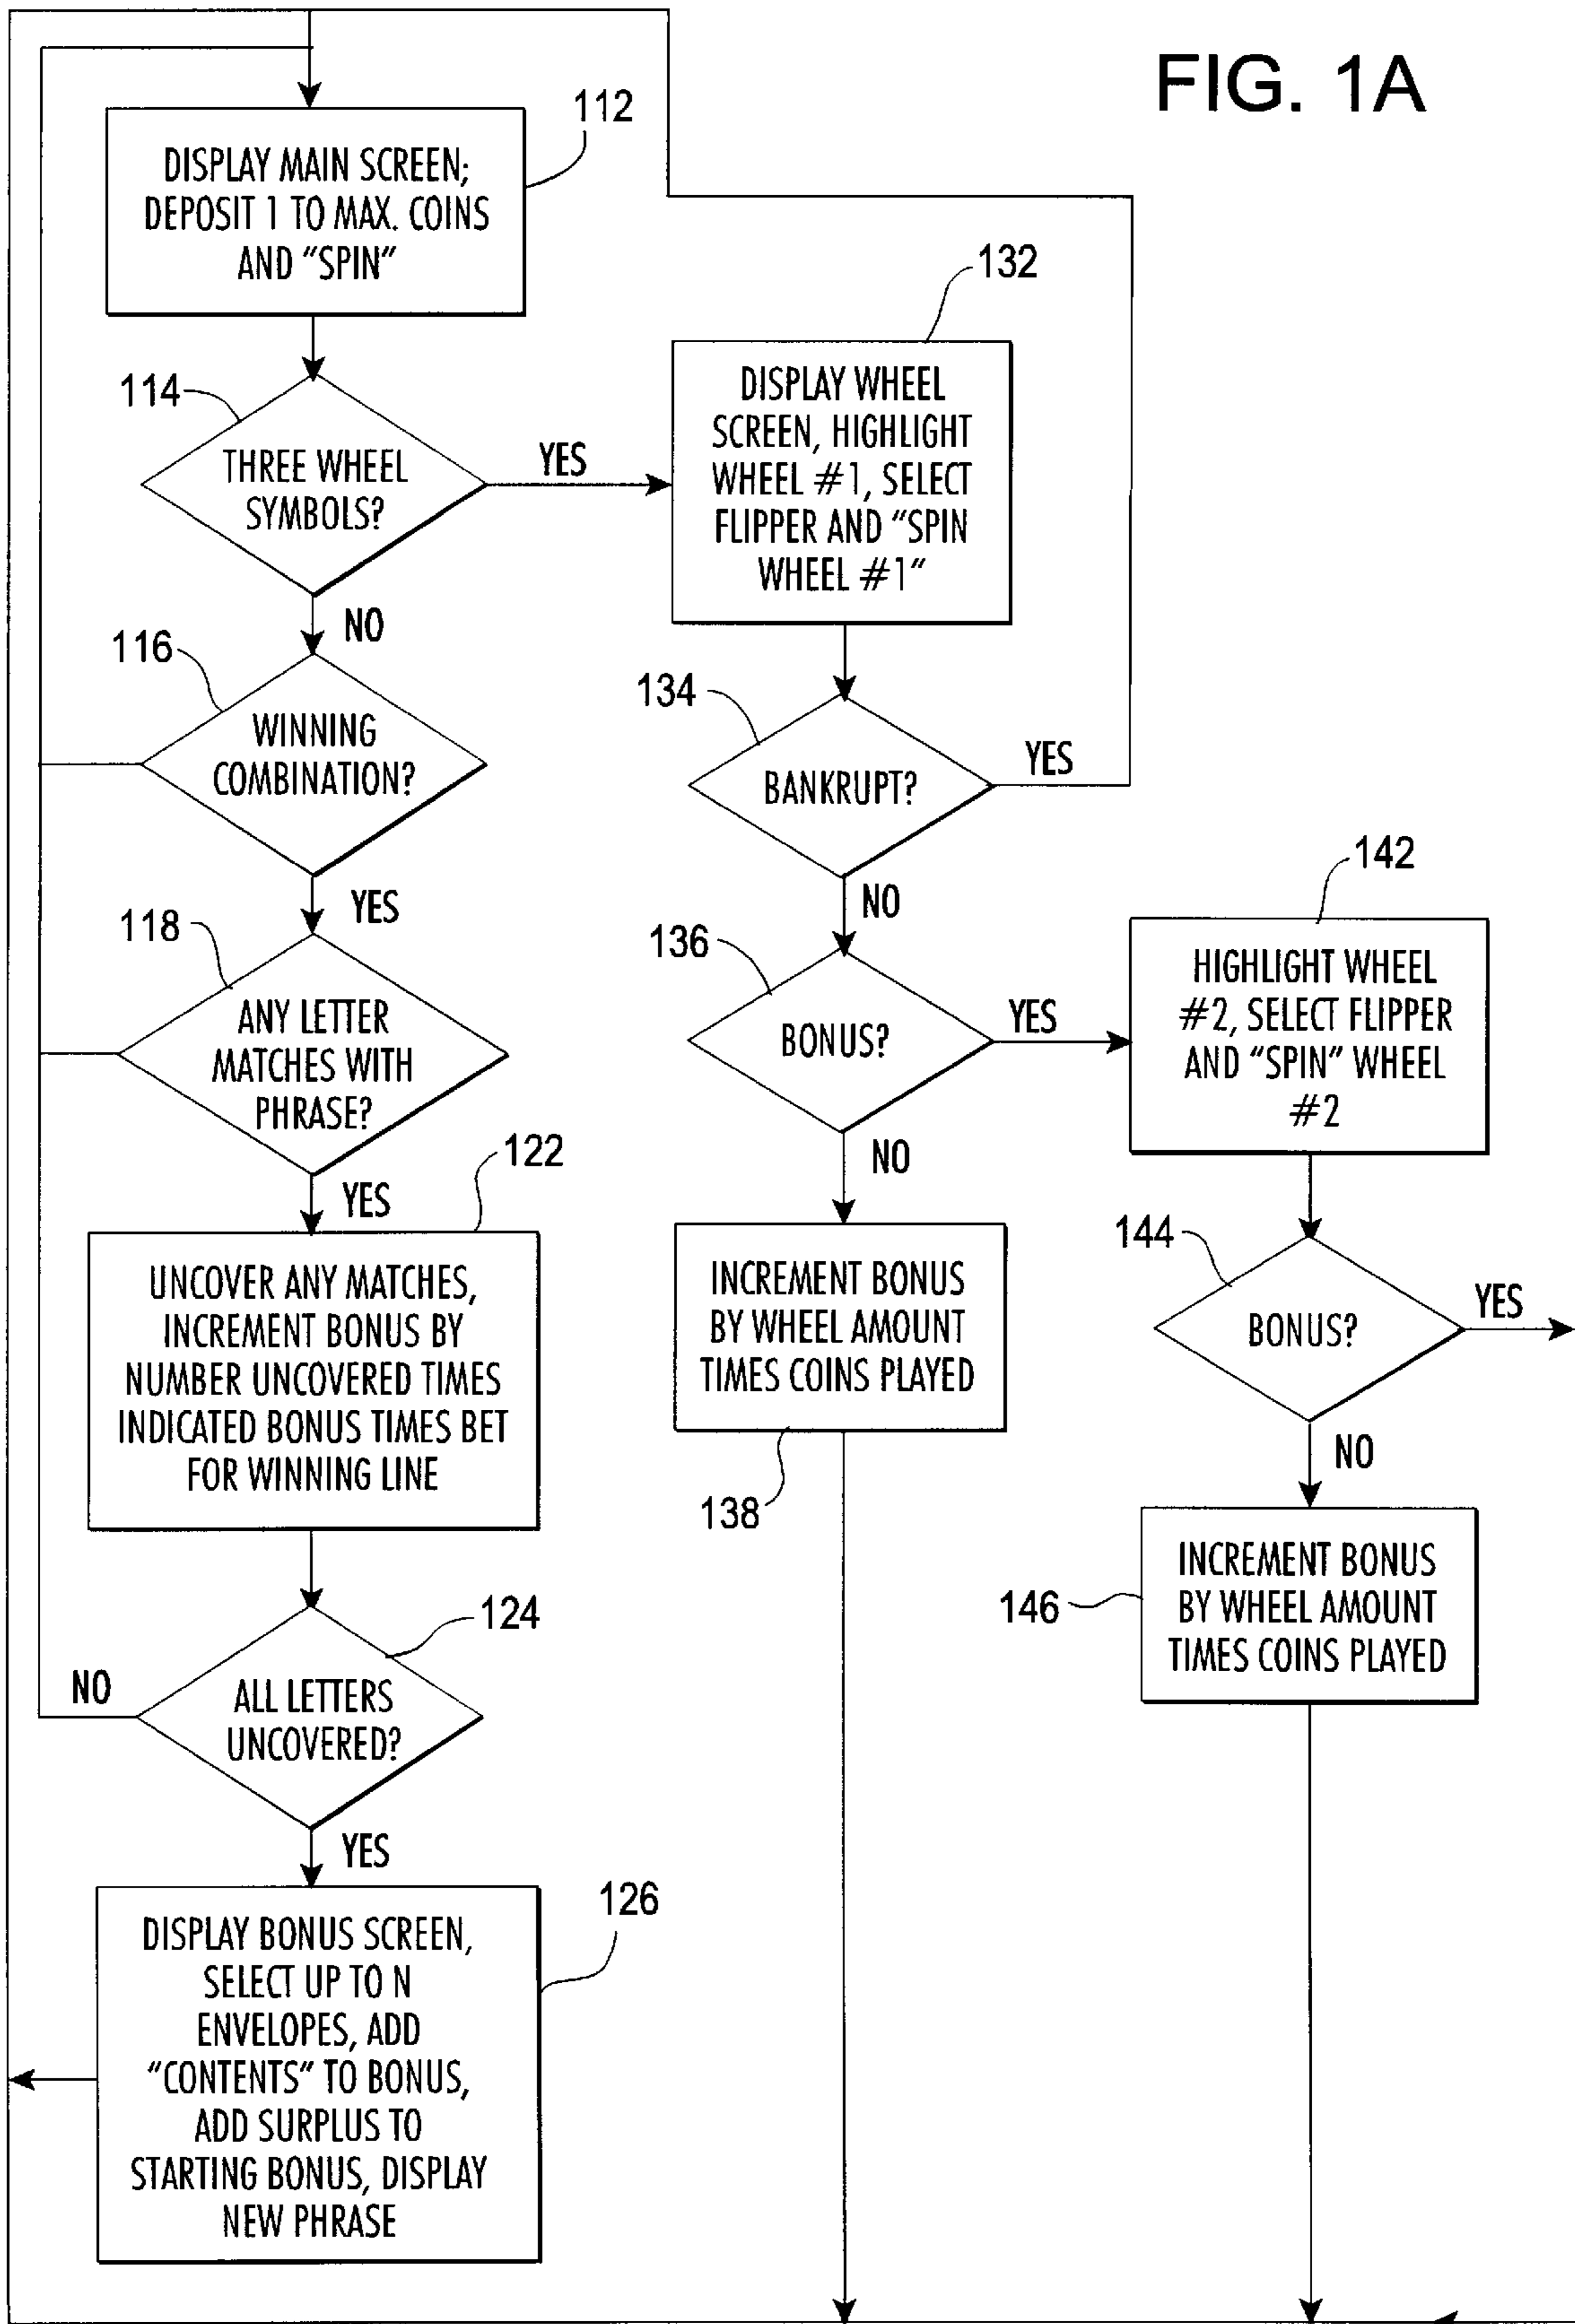 FIG. 1A
112
DISPLAY MAIN SCREEN;
DEPOSIT 1 TO MAX. COINS
AND “SPIN”
114
THREE WHEEL
SYMBOLS?
YES
NO
116
WINNING
COMBINATION?
YES
118
ANY LETTER
MATCHES WITH
PHRASE?
YES
122
UNCOVER ANY MATCHES,
INCREMENT BONUS BY
NUMBER UNCOVERED TIMES
INDICATED BONUS TIMES BET
FOR WINNING LINE
124
ALL LETTERS
UNCOVERED?
NO
YES
126
DISPLAY BONUS SCREEN,
SELECT UP TO N
ENVELOPES, ADD
“CONTENTS” TO BONUS,
ADD SURPLUS TO
STARTING BONUS, DISPLAY
NEW PHRASE
132
DISPLAY WHEEL
SCREEN, HIGHLIGHT
WHEEL #1, SELECT
FLIPPER AND “SPIN
WHEEL #1”
134
BANKRUPT?
YES
NO
136
BONUS?
YES
NO
INCREMENT BONUS
BY WHEEL AMOUNT
TIMES COINS PLAYED
138
142
HIGHLIGHT WHEEL
#2, SELECT FLIPPER
AND “SPIN” WHEEL
#2
144
BONUS?
YES
NO
146
INCREMENT BONUS
BY WHEEL AMOUNT
TIMES COINS PLAYED